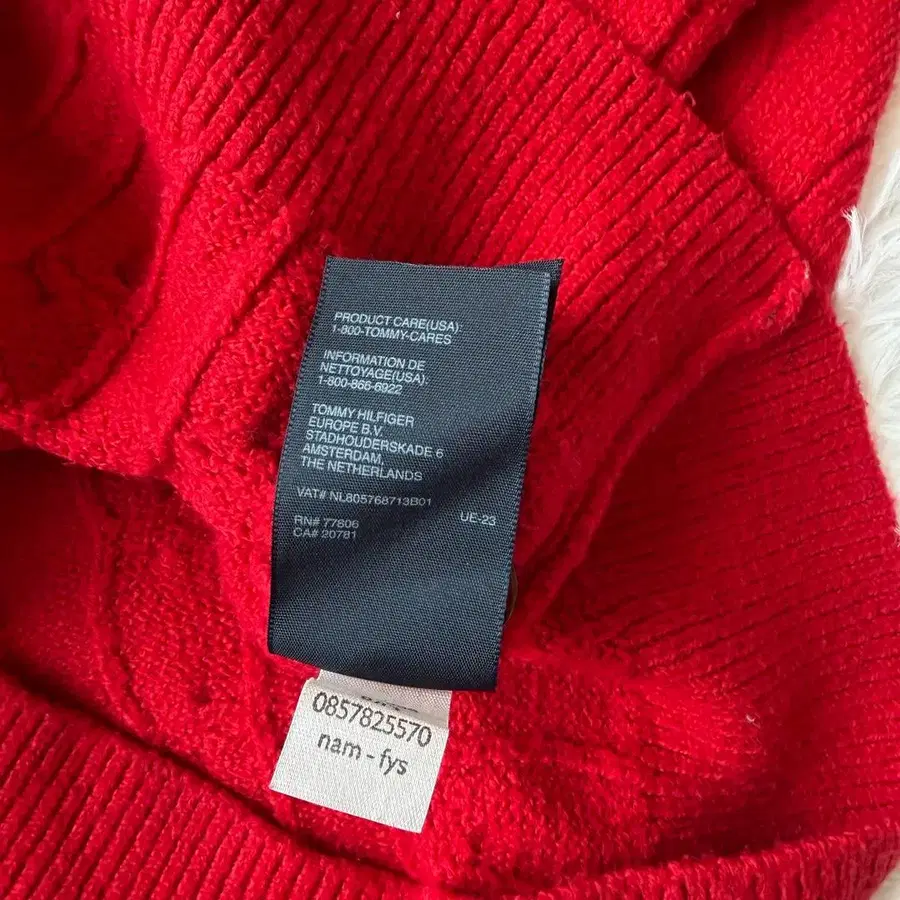 PRODUCT CARE(USA):
1-800-TOMMY-CARES
INFORMATION DE
NETTOYAGE(USA):
1-800-866-6922
TOMMY HILFIGER
EUROPE B.V.
STADHOUDERSKADE 6
AMSTERDAM,
THE NETHERLANDS
VAT# NL805768713B01
UE-23
RN# 77806
CA# 20781
0857825570
nam - fys